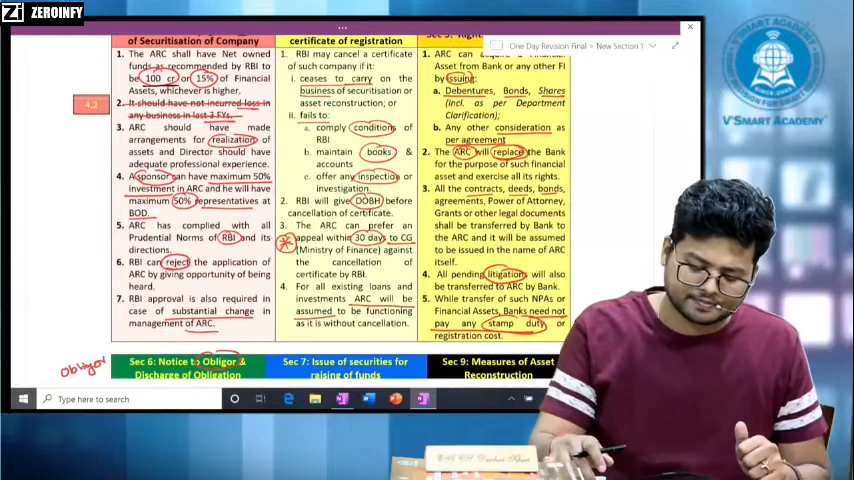 ZEROINFY
of Securitisation of Company
1. The ARC shall have Net owned
funds as recommended by RBI to
be 100 cr or 15% of Financial
Assets, whichever is higher.
2. It should have not incurred loss in
any business in last 3 FYs.
3. ARC should have made
arrangements for realization of
assets and Director should have
adequate professional experience.
4. A sponsor can have maximum 50%
investment in ARC and he will have
maximum 50% representatives at
BOD.
5. ARC has complied with all
Prudential Norms of RBI and its
directions.
6. RBI can reject the application of
ARC by giving opportunity of being
heard.
7. RBI approval is also required in
case of substantial change in
management of ARC.
4.2
certificate of registration
1. RBI may cancel a certificate
of such company if it:
i. ceases to carry on the
business of securitisation or
asset reconstruction; or
ii. fails to:
a. comply conditions of
RBI
b. maintain books &
accounts
c. offer any inspection or
investigation.
2. RBI will give OOBH before
cancellation of certificate.
3. The ARC can prefer an
appeal within 30 days to CG
(Ministry of Finance) against
the cancellation of
certificate by RBI.
4. For all existing loans and
investments ARC will be
assumed to be functioning
as it is without cancellation.
One Day Revision Final > New Section 1
1. ARC can
Asset from Bank or any other FI
by issuing:
a. Debentures, Bonds, Shares
(incl. as per Department
Clarification);
b. Any other consideration as
per agreement
2. The ARC will replace the Bank
for the purpose of such financial
asset and exercise all its rights.
3. All the contracts, deeds, bonds,
agreements, Power of Attorney,
Grants or other legal documents
shall be transferred by Bank to
the ARC and it will be assumed
to be issued in the name of ARC
itself.
4. All pending litigations will also
be transferred to ARC by Bank.
5. While transfer of such NPAs or
Financial Assets, Banks need not
pay any stamp duty or
registration cost.
Obligor
Sec 6: Notice to Obligor &
Discharge of Obligation
Sec 7: Issue of securities for
raising of funds
Sec 9: Measures of Asset
Reconstruction
Type here to search
V'SMART ACADEMY